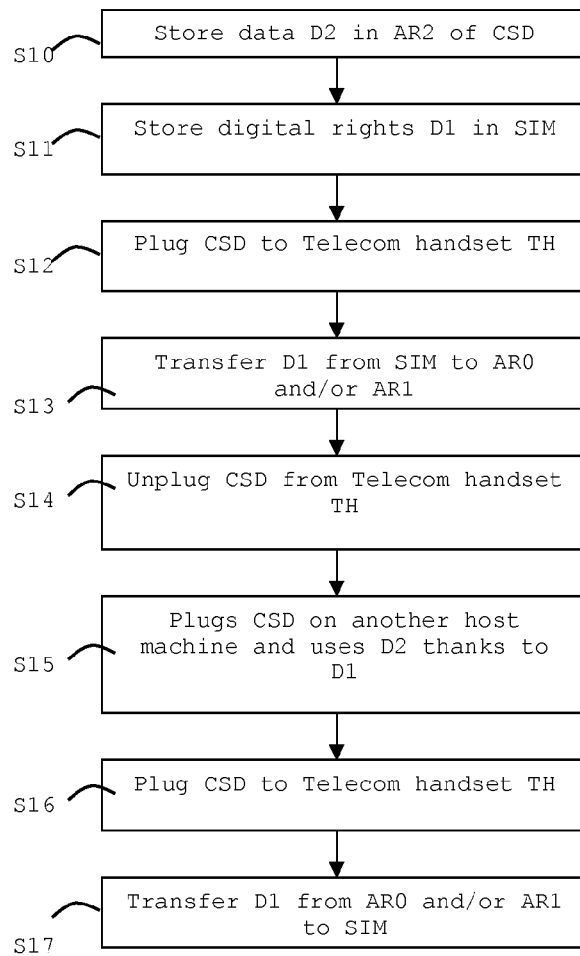 Store data D2 in AR2 of CSD
S10
Store digital rights D1 in SIM
S11
Plug CSD to Telecom handset TH
S12
Transfer D1 from SIM to AR0
and/or AR1
S13
Unplug CSD from Telecom handset
TH
S14
Plugs CSD on another host
machine and uses D2 thanks to
D1
S15
Plug CSD to Telecom handset TH
S16
Transfer D1 from AR0 and/or AR1
to SIM
S17